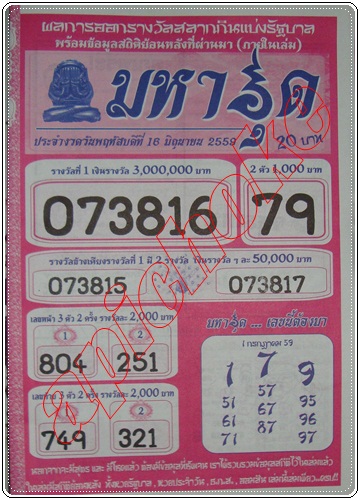 ผลการออกรางวัลสลากกินแบ่งรัฐบาล
พร้อมข้อมูลสถิติย้อนหลังที่ผ่านมา (ภายในเล่ม)
มหารุด
ประจำงวดวันพฤหัสบดีที่ 16 มิถุนายน 2559
20 บาท
รางวัลที่ 1 เงินรางวัล 3,000,000 บาท
2 ตัว 1,000 บาท
073816
79
รางวัลข้างเคียงรางวัลที่ 1 มี 2 รางวัล เงินรางวัล ๆ ละ 50,000 บาท
073815
073817
เลขหน้า 3 ตัว 2 ครั้ง รางวัลละ 2,000 บาท
1
2
804
251
เลขท้าย 3 ตัว 2 ครั้ง รางวัลละ 2,000 บาท
1
2
749
321
มหารุด ... เลขนี้ต้องมา
1 กรกฎาคม 59
1 7 9
57
51 67 95
61 87 96
71 97
apichoke